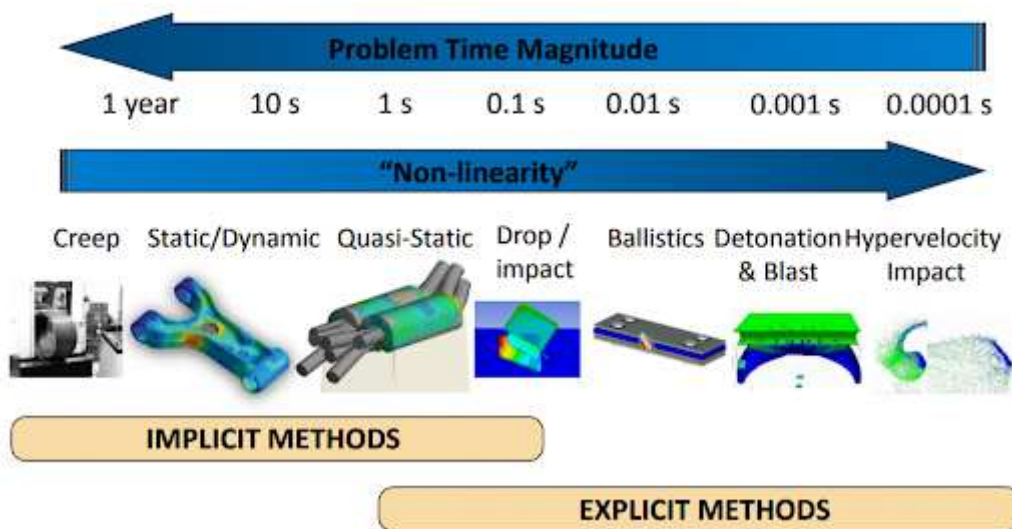 Problem Time Magnitude
1 year 10 s 1 s 0.1 s 0.01 s 0.001 s 0.0001 s
“Non-linearity”
Creep Static/Dynamic Quasi-Static Drop / Ballistics Detonation Hypervelocity
impact & Blast Impact
IMPLICIT METHODS
EXPLICIT METHODS